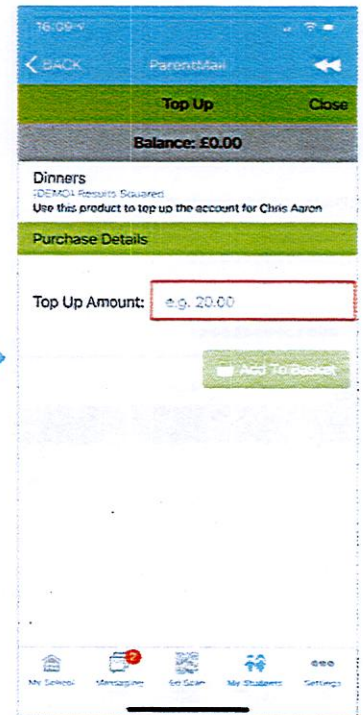 16:09
BACK ParentMail
Top Up Close
Balance: £0.00
Dinners
(DEMO) Results Squared
Use this product to top up the account for Chris Aaron
Purchase Details
Top Up Amount: e.g. 20.00
Add To Basket
2
My School Messaging Go Scan My Students Settings